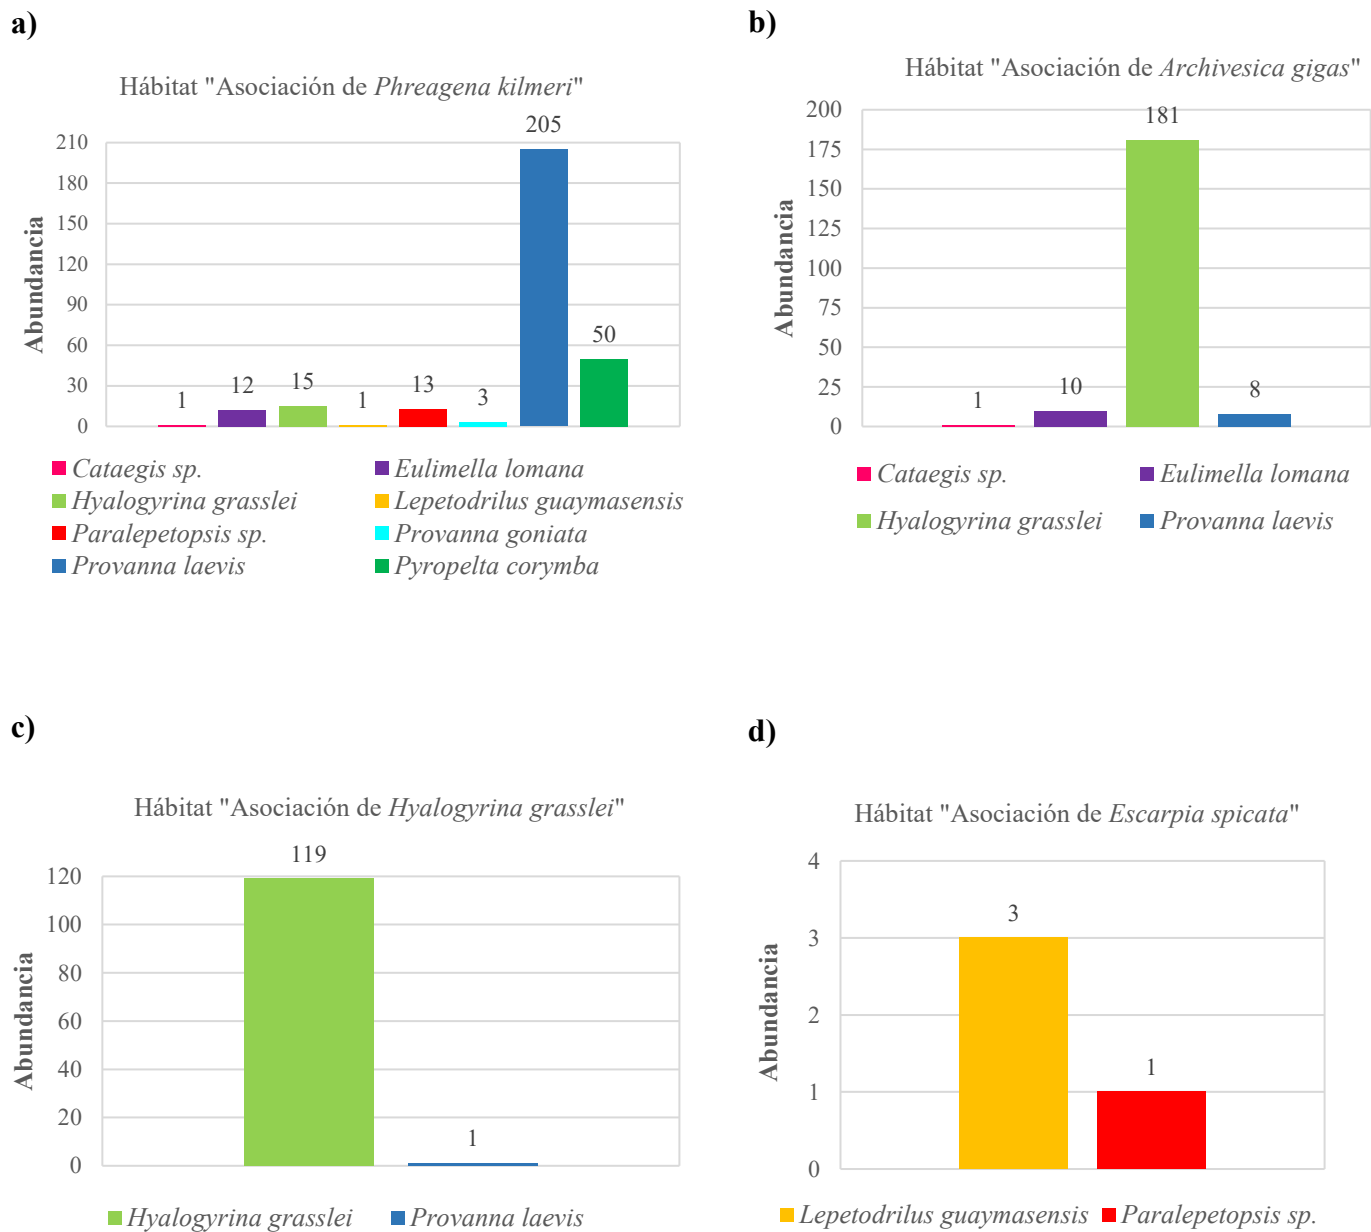 a)
Hábitat "Asociación de Phreagena kilmeri"
Abundancia
210
180
150
120
90
60
30
0
1
12
15
1
13
3
205
50
Cataegis sp.
Eulimella lomana
Hyalogyrina grasslei
Lepetodrilus guaymasensis
Paralepetopsis sp.
Provanna goniata
Provanna laevis
Pyropelta corymba
b)
Hábitat "Asociación de Archivesica gigas"
Abundancia
200
175
150
125
100
75
50
25
0
1
10
181
8
Cataegis sp.
Eulimella lomana
Hyalogyrina grasslei
Provanna laevis
c)
Hábitat "Asociación de Hyalogyrina grasslei"
Abundancia
120
100
80
60
40
20
0
119
1
Hyalogyrina grasslei
Provanna laevis
d)
Hábitat "Asociación de Escarpia spicata"
Abundancia
4
3
2
1
0
3
1
Lepetodrilus guaymasensis
Paralepetopsis sp.